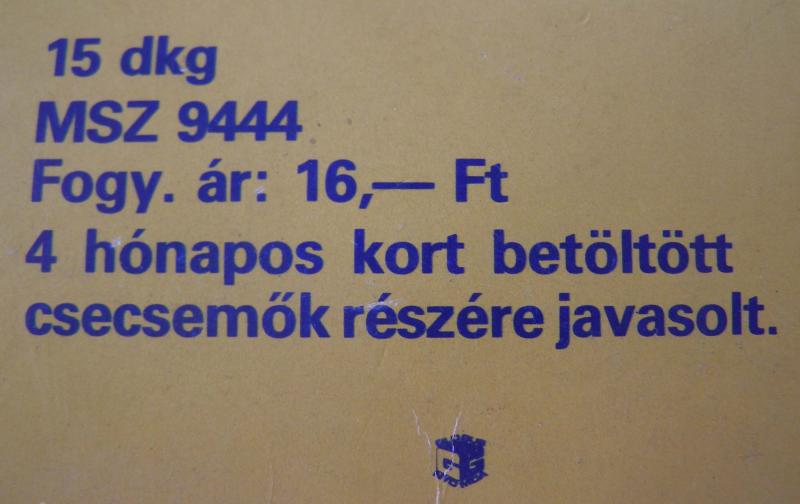 15 dkg
MSZ 9444
Fogy. ár: 16,— Ft
4 hónapos kort betöltött
csecsemők részére javasolt.